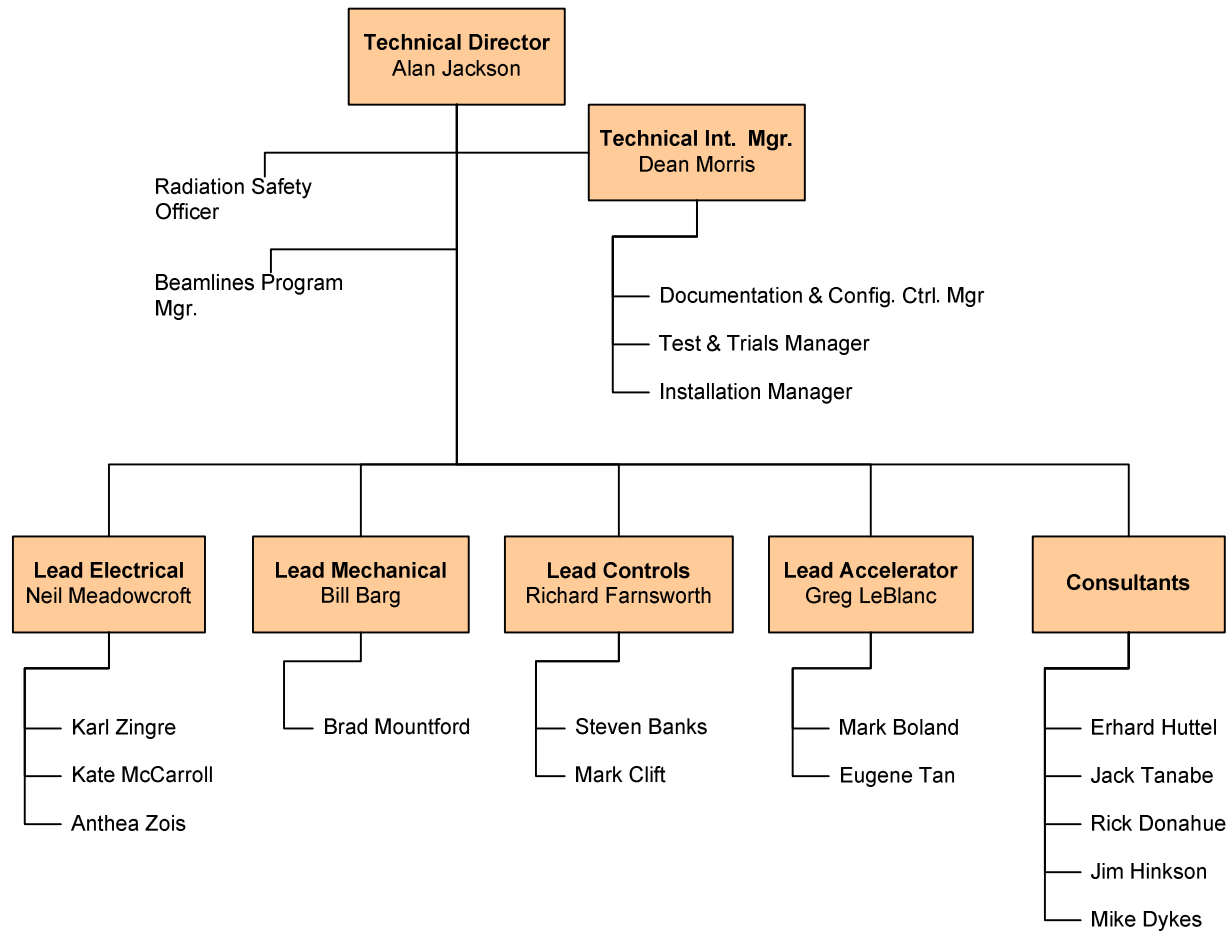 Technical Director
Alan Jackson
Technical Int. Mgr.
Dean Morris
Radiation Safety
Officer
Beamlines Program
Mgr.
Documentation & Config. Ctrl. Mgr
Test & Trials Manager
Installation Manager
Lead Electrical
Neil Meadowcroft
Karl Zingre
Kate McCarroll
Anthea Zois
Lead Mechanical
Bill Barg
Brad Mountford
Lead Controls
Richard Farnsworth
Steven Banks
Mark Clift
Lead Accelerator
Greg LeBlanc
Mark Boland
Eugene Tan
Consultants
Erhard Huttel
Jack Tanabe
Rick Donahue
Jim Hinkson
Mike Dykes